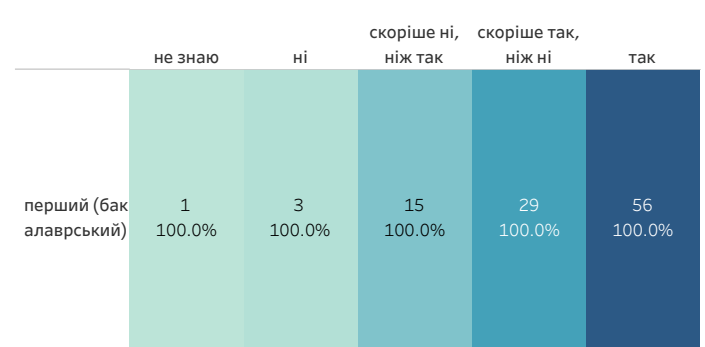 не знаю
ні
скоріше ні,
ніж так
скоріше так,
ніж ні
так
перший (бак
алаврський)
1
100.0%
3
100.0%
15
100.0%
29
100.0%
56
100.0%